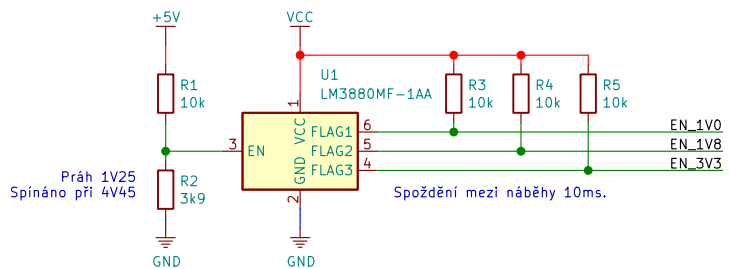 +5V
VCC
R1
10k
U1
LM3880MF-1AA
R3
10k
R4
10k
R5
10k
1
VCC
3
EN
FLAG1
6
EN_1V0
FLAG2
5
EN_1V8
FLAG3
4
EN_3V3
GND
2
Práh 1V25
Spínáno při 4V45
R2
3k9
Spoždění mezi náběhy 10ms.
GND
GND